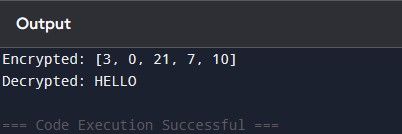 Output
Encrypted: [3, 0, 21, 7, 10]
Decrypted: HELLO
=== Code Execution Successful ===